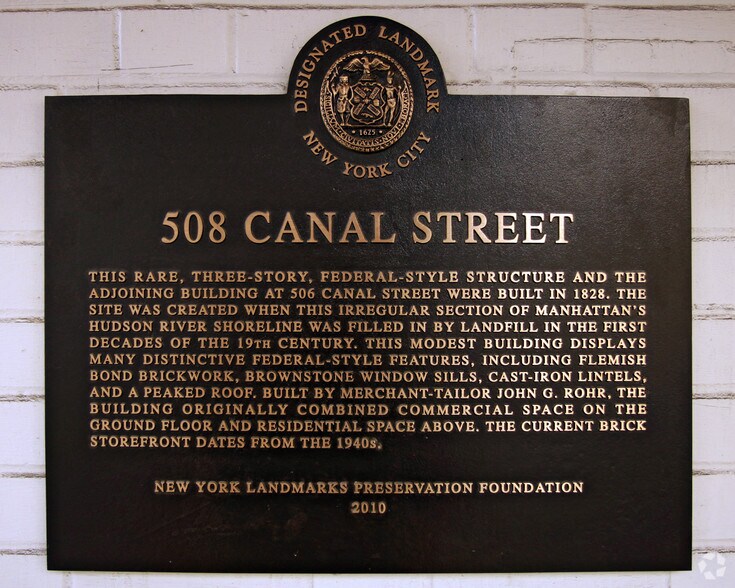 DESIGNATED LANDMARK
1625
NEW YORK CITY
508 CANAL STREET
THIS RARE, THREE-STORY, FEDERAL-STYLE STRUCTURE AND THE
ADJOINING BUILDING AT 506 CANAL STREET WERE BUILT IN 1828. THE
SITE WAS CREATED WHEN THIS IRREGULAR SECTION OF MANHATTAN'S
HUDSON RIVER SHORELINE WAS FILLED IN BY LANDFILL IN THE FIRST
DECADES OF THE 19TH CENTURY. THIS MODEST BUILDING DISPLAYS
MANY DISTINCTIVE FEDERAL-STYLE FEATURES, INCLUDING FLEMISH
BOND BRICKWORK, BROWNSTONE WINDOW SILLS, CAST-IRON LINTELS,
AND A PEAKED ROOF. BUILT BY MERCHANT-TAILOR JOHN G. ROHR, THE
BUILDING ORIGINALLY COMBINED COMMERCIAL SPACE ON THE
GROUND FLOOR AND RESIDENTIAL SPACE ABOVE. THE CURRENT BRICK
STOREFRONT DATES FROM THE 1940s.
NEW YORK LANDMARKS PRESERVATION FOUNDATION
2010